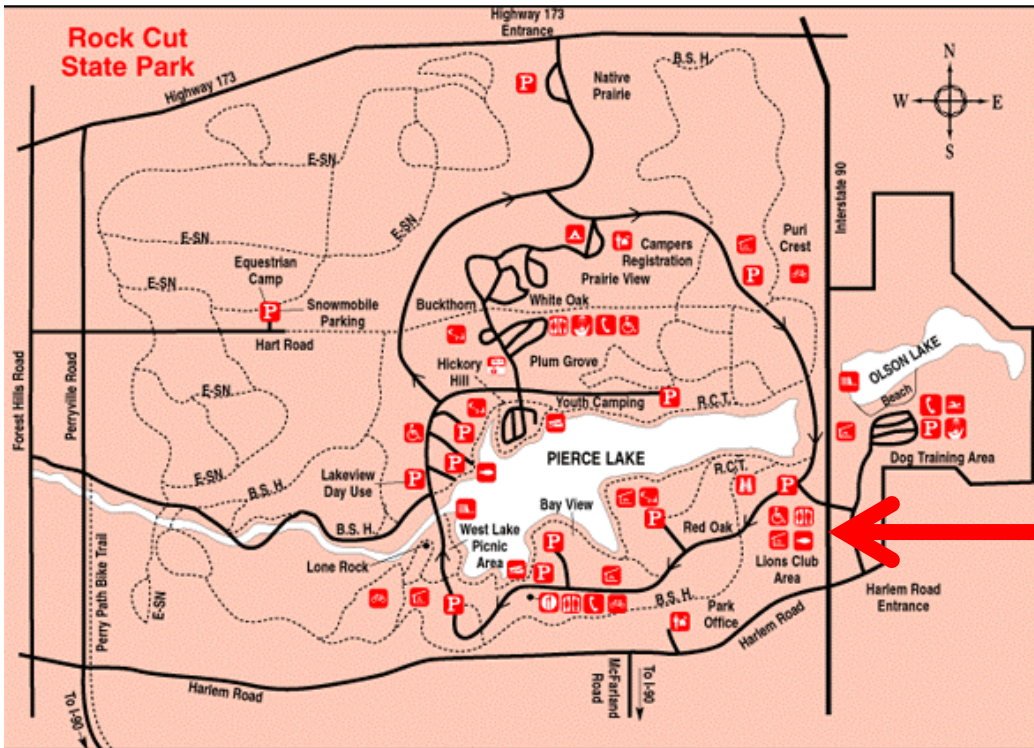 Rock Cut
State Park
Highway 173
Entrance
Highway 173
P
Native
Prairie
B.S.H.
N
W
E
S
E-SN
E-SN
E-SN
E-SN
E-SN
Interstate 90
Puri
Crest
P
Campers
Registration
Prairie View
Equestrian
Camp
P
Snowmobile
Parking
Hart Road
Buckthorn
White Oak
Plum Grove
Hickory
Hill
Youth Camping
P
R.C.T.
OLSON LAKE
Beach
P
Dog Training Area
Forest Hills Road
Perryville Road
P
P
P
Lakeview
Day Use
PIERCE LAKE
R.C.T.
P
E-SN
B.S.H
B.S.H.
Bay View
P
Red Oak
West Lake
Picnic
Area
P
P
Lone Rock
Lions Club
Area
P
Harlem Road
Entrance
E-SN
Perry Path Bike Trail
B.S.H.
Park
Office
Harlem Road
Harlem Road
McFarland
Road
To I-90
To I-90